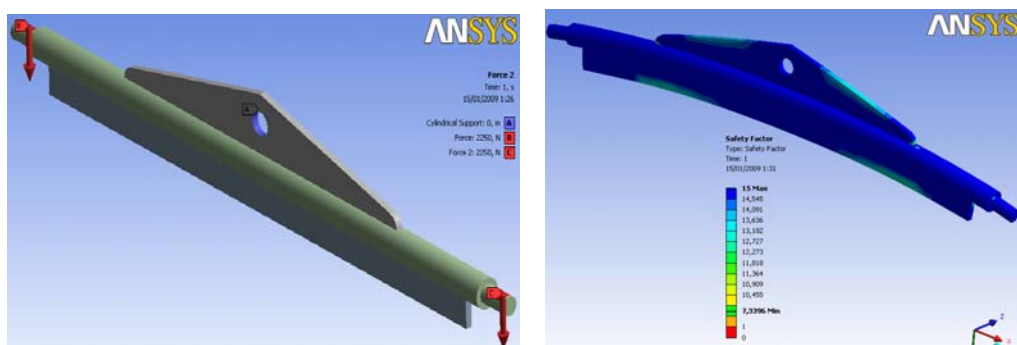 ANSYS
Force 2
Time: 1, s
15/01/2009 1:26
Cylindrical Support: 0, m A
Force: 2250, N B
Force 2: 2250, N C
A
ANSYS
Safety Factor
Type: Safety Factor
Time: 1
15/01/2009 1:31
15 Max
14,545
14,091
13,636
13,182
12,727
12,273
11,818
11,364
10,909
10,455
7,3396 Min
1
0
Z
X